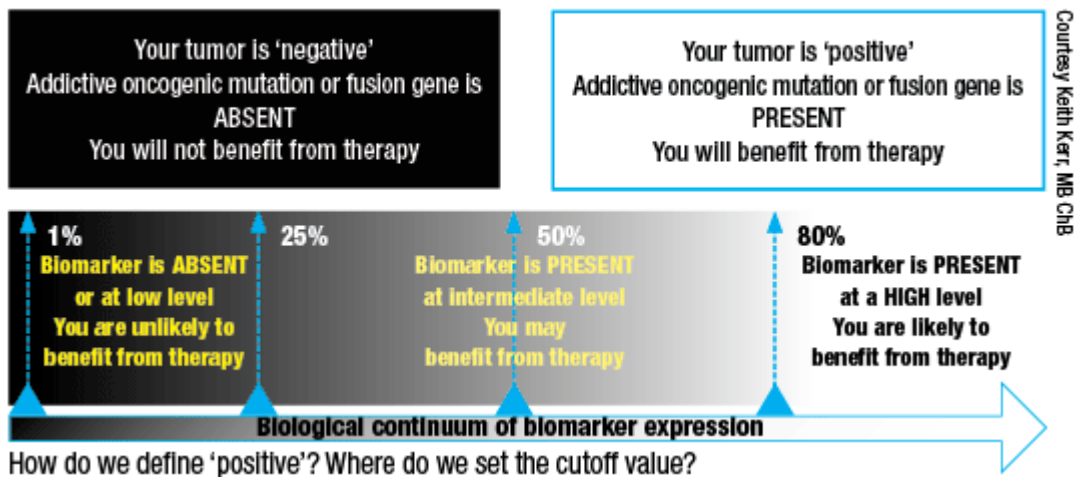 Your tumor is ‘negative’
Addictive oncogenic mutation or fusion gene is
ABSENT
You will not benefit from therapy
Your tumor is ‘positive’
Addictive oncogenic mutation or fusion gene is
PRESENT
You will benefit from therapy
Courtesy Keith Kerr, MB ChB
1%
Biomarker is ABSENT
or at low level
You are unlikely to
benefit from therapy
25%
50%
Biomarker is PRESENT
at intermediate level
You may
benefit from therapy
80%
Biomarker is PRESENT
at a HIGH level
You are likely to
benefit from therapy
Biological continuum of biomarker expression
How do we define ‘positive’? Where do we set the cutoff value?